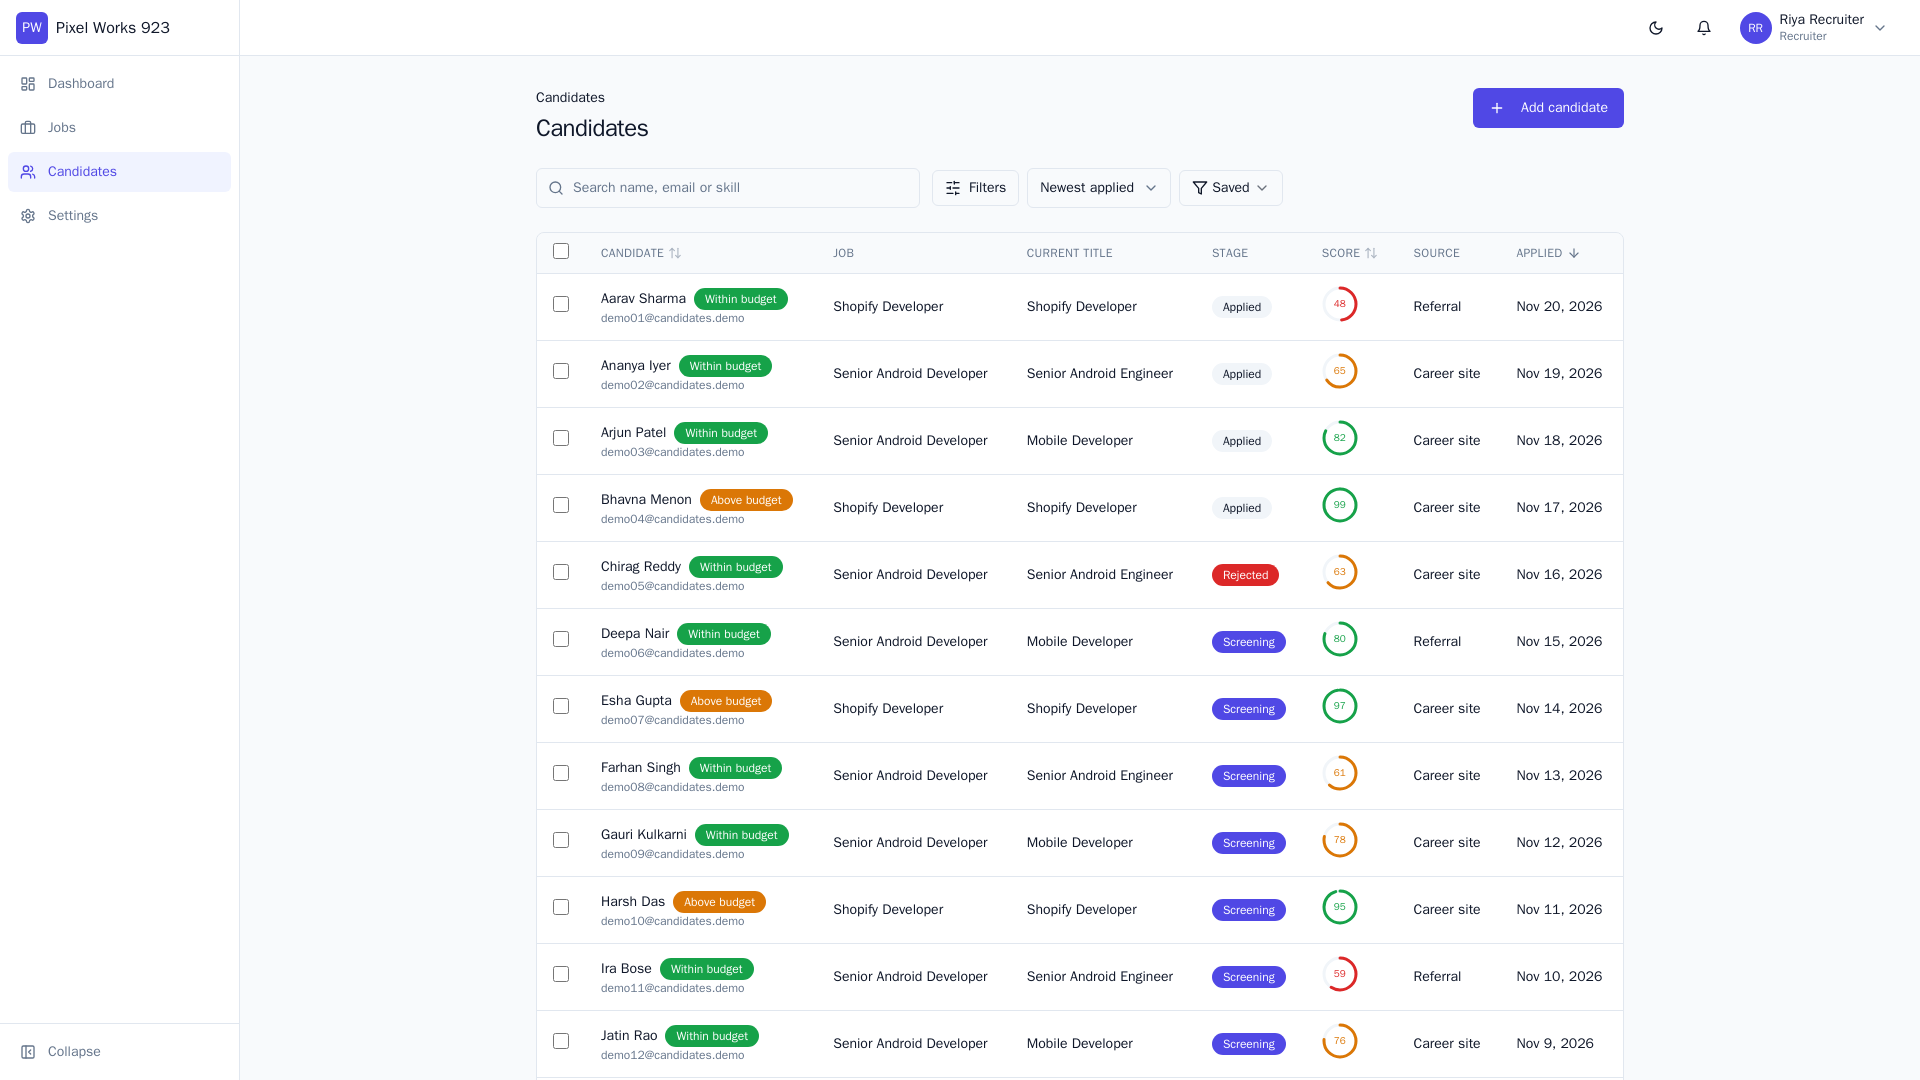 PW Pixel Works 923
RR Riya Recruiter
Recruiter
Dashboard
Jobs
Candidates
Settings
Collapse
Candidates
Candidates
Add candidate
Search name, email or skill
Filters
Newest applied
Saved
CANDIDATE JOB CURRENT TITLE STAGE SCORE SOURCE APPLIED
Aarav Sharma Within budget
demo01@candidates.demo
Shopify Developer Shopify Developer Applied 48 Referral Nov 20, 2026
Ananya Iyer Within budget
demo02@candidates.demo
Senior Android Developer Senior Android Engineer Applied 65 Career site Nov 19, 2026
Arjun Patel Within budget
demo03@candidates.demo
Senior Android Developer Mobile Developer Applied 82 Career site Nov 18, 2026
Bhavna Menon Above budget
demo04@candidates.demo
Shopify Developer Shopify Developer Applied 99 Career site Nov 17, 2026
Chirag Reddy Within budget
demo05@candidates.demo
Senior Android Developer Senior Android Engineer Rejected 63 Career site Nov 16, 2026
Deepa Nair Within budget
demo06@candidates.demo
Senior Android Developer Mobile Developer Screening 80 Referral Nov 15, 2026
Esha Gupta Above budget
demo07@candidates.demo
Shopify Developer Shopify Developer Screening 97 Career site Nov 14, 2026
Farhan Singh Within budget
demo08@candidates.demo
Senior Android Developer Senior Android Engineer Screening 61 Career site Nov 13, 2026
Gauri Kulkarni Within budget
demo09@candidates.demo
Senior Android Developer Mobile Developer Screening 78 Career site Nov 12, 2026
Harsh Das Above budget
demo10@candidates.demo
Shopify Developer Shopify Developer Screening 95 Career site Nov 11, 2026
Ira Bose Within budget
demo11@candidates.demo
Senior Android Developer Senior Android Engineer Screening 59 Referral Nov 10, 2026
Jatin Rao Within budget
demo12@candidates.demo
Senior Android Developer Mobile Developer Screening 76 Career site Nov 9, 2026